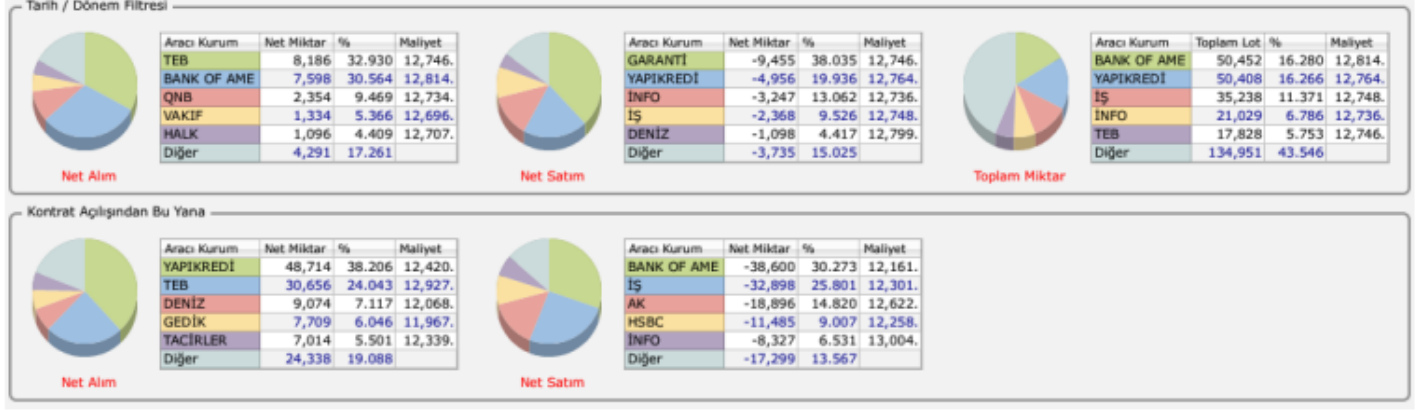 Tarih / Dönem Filtresi
Aracı Kurum Net Miktar % Maliyet
TEB 8,186 32.930 12,746.
BANK OF AME 7,598 30.564 12,814.
QNB 2,354 9.469 12,734.
VAKIF 1,334 5.366 12,696.
HALK 1,096 4.409 12,707.
Diğer 4,291 17.261
Net Alım
Aracı Kurum Net Miktar % Maliyet
GARANTİ -9,455 38.035 12,746.
YAPIKREDİ -4,956 19.936 12,764.
İNFO -3,247 13.062 12,736.
İŞ -2,368 9.526 12,748.
DENİZ -1,098 4.417 12,799.
Diğer -3,735 15.025
Net Satım
Aracı Kurum Toplam Lot % Maliyet
BANK OF AME 50,452 16.280 12,814.
YAPIKREDİ 50,408 16.266 12,764.
İŞ 35,238 11.371 12,748.
İNFO 21,029 6.786 12,736.
TEB 17,828 5.753 12,746.
Diğer 134,951 43.546
Toplam Miktar
Kontrat Açılışından Bu Yana
Aracı Kurum Net Miktar % Maliyet
YAPIKREDİ 48,714 38.206 12,420.
TEB 30,656 24.043 12,927.
DENİZ 9,074 7.117 12,068.
GEDİK 7,709 6.046 11,967.
TACİRLER 7,014 5.501 12,339.
Diğer 24,338 19.088
Net Alım
Aracı Kurum Net Miktar % Maliyet
BANK OF AME -38,600 30.273 12,161.
İŞ -32,898 25.801 12,301.
AK -18,896 14.820 12,622.
HSBC -11,485 9.007 12,258.
İNFO -8,327 6.531 13,004.
Diğer -17,299 13.567
Net Satım